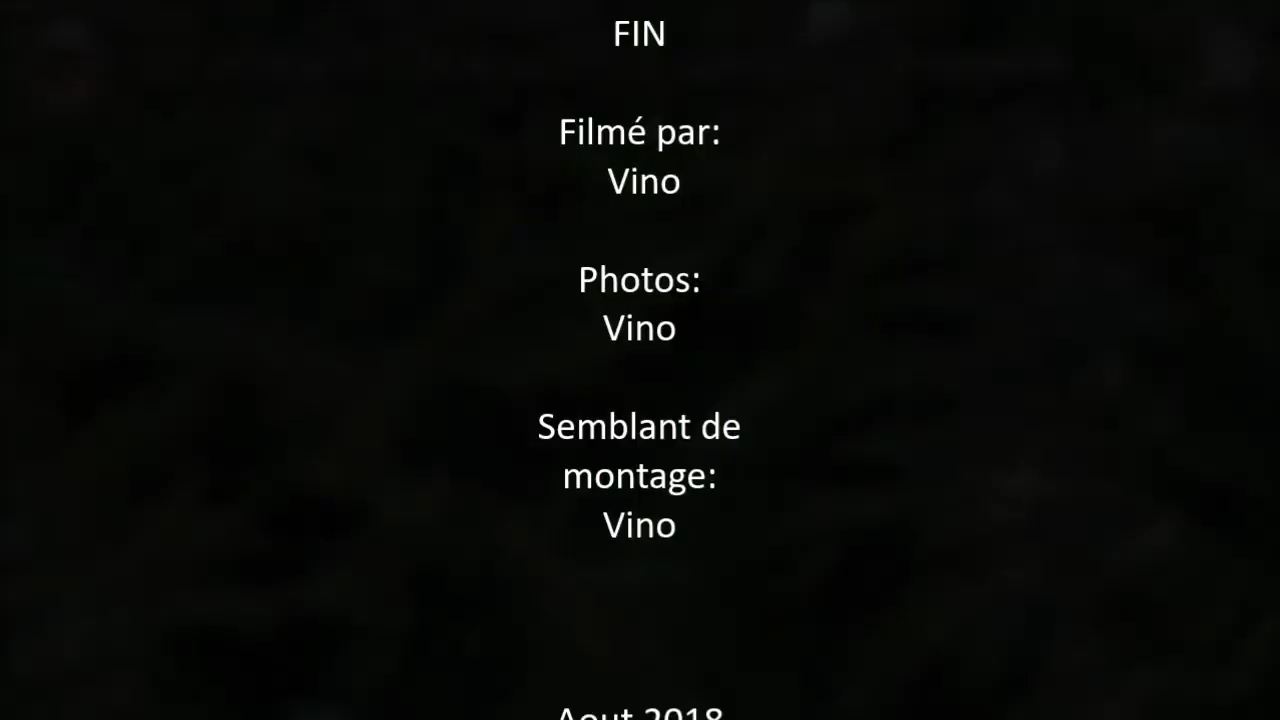 FIN
Filmé par:
Vino
Photos:
Vino
Semblant de
montage:
Vino
Aout 2018